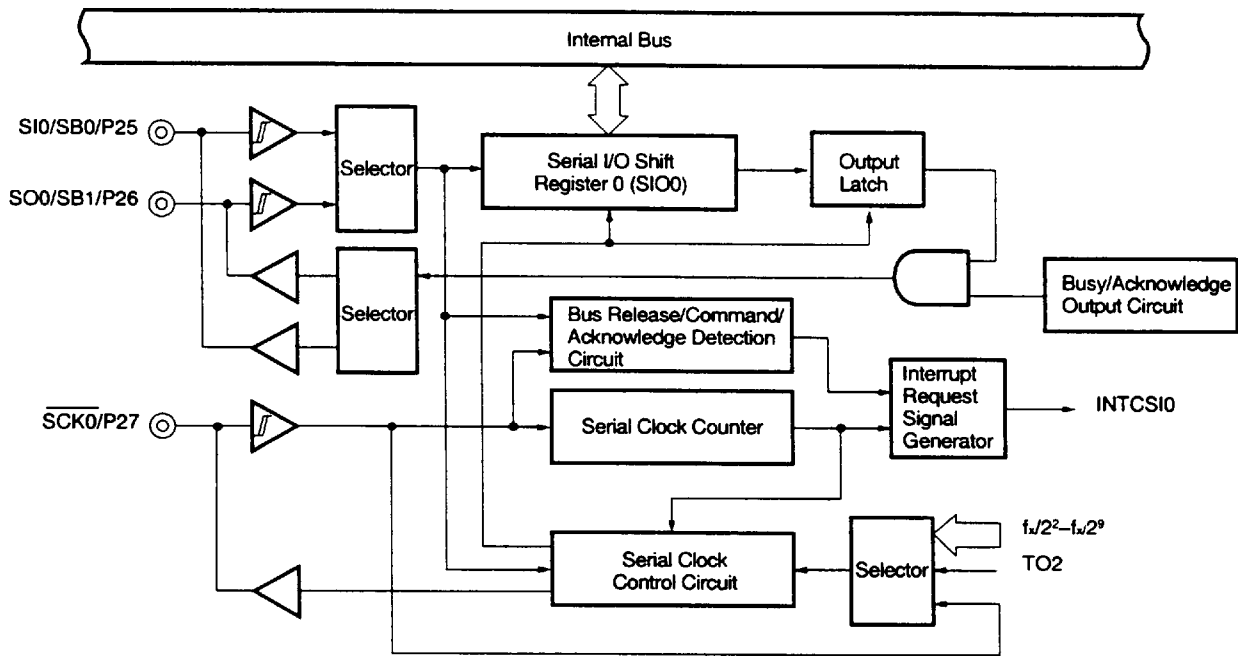 Internal Bus
SI0/SB0/P25
Selector
Serial I/O Shift
Register 0 (SIO0)
Output
Latch
SO0/SB1/P26
Selector
Busy/Acknowledge
Output Circuit
Bus Release/Command/
Acknowledge Detection
Circuit
Interrupt
Request
Signal
Generator
INTCSI0
SCK0/P27
Serial Clock Counter
fx/2²–fx/2⁹
Serial Clock
Control Circuit
Selector
TO2